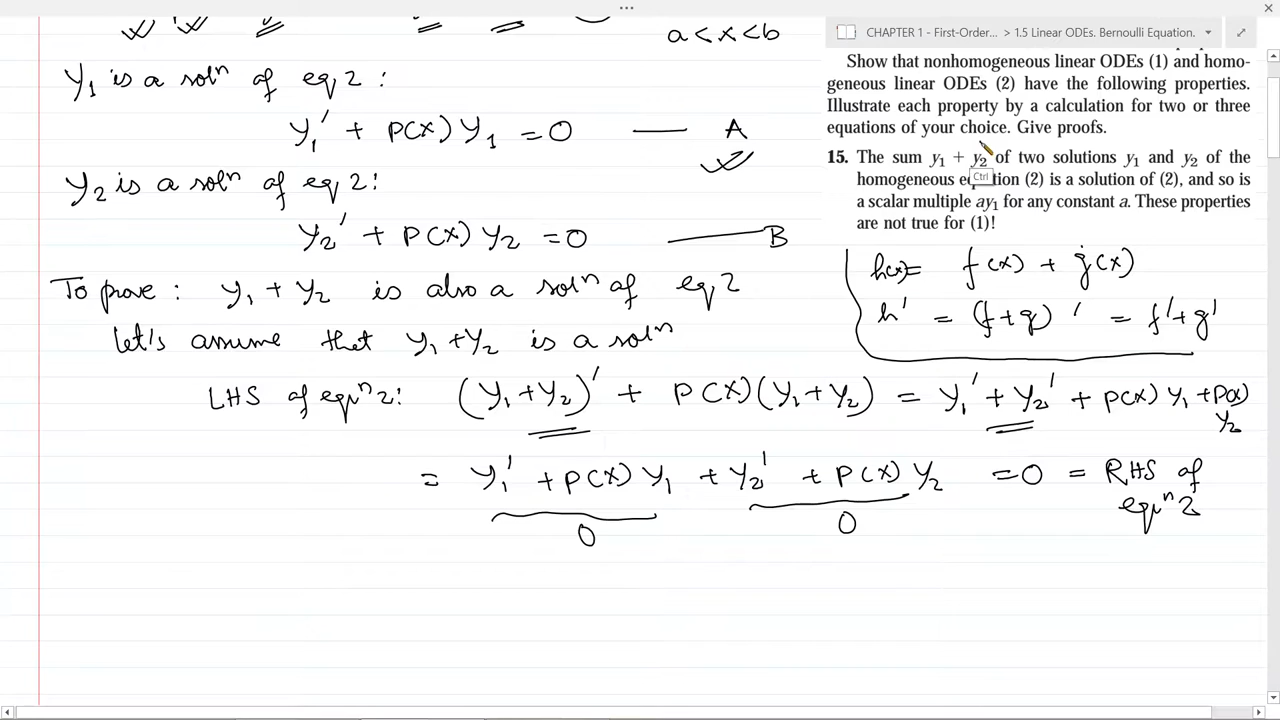 CHAPTER 1 - First-Order... > 1.5 Linear ODEs. Bernoulli Equation.
Show that nonhomogeneous linear ODEs (1) and homo-
geneous linear ODEs (2) have the following properties.
Illustrate each property by a calculation for two or three
equations of your choice. Give proofs.
15. The sum y₁ + y₂ of two solutions y₁ and y₂ of the
homogeneous equation (2) is a solution of (2), and so is
a scalar multiple ay₁ for any constant a. These properties
are not true for (1)!
Ctrl
a < x < b
y₁ is a solⁿ of eq 2 :
y₁' + p(x) y₁ = 0 — A
y₂ is a solⁿ of eq 2 :
y₂' + p(x) y₂ = 0 — B
To prove : y₁ + y₂ is also a solⁿ of eq 2
let's assume that y₁ + y₂ is a solⁿ
h(x) = f(x) + g(x)
h' = (f+g)' = f' + g'
LHS of equⁿ 2 : (y₁ + y₂)' + p(x)(y₁ + y₂) = y₁' + y₂' + p(x) y₁ + p(x)
y₂
= y₁' + p(x) y₁ + y₂' + p(x) y₂ = 0 = RHS of
equⁿ 2
0 0